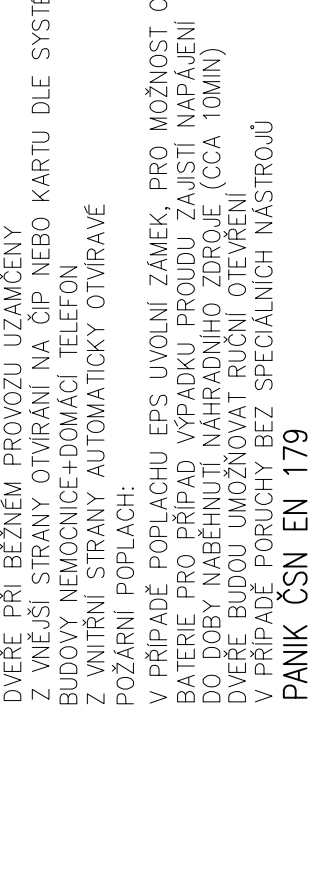 DVEŘE PŘI BĚŽNÉM PROVOZU UZAMČENY
Z VNĚJŠÍ STRANY OTVÍRÁNÍ NA ČIP NEBO KARTU DLE
BUDOVY NEMOCNICE+DOMÁCÍ TELEFON
Z VNITŘNÍ STRANY AUTOMATICKY OTVÍRAVÉ
POŽÁRNÍ POPLACH:
V PŘÍPADĚ POPLACHU EPS UVOLNÍ ZÁMEK, PRO MOŽNOST
BATERIE PRO PŘÍPAD VÝPADKU PROUDU ZAJISTÍ NAPÁJENÍ
DO DOBY NABĚHNUTÍ NÁHRADNÍHO ZDROJE (CCA 10MIN)
DVEŘE BUDOU UMOŽŇOVAT RUČNÍ OTEVŘENÍ
V PŘÍPADĚ PORUCHY BEZ SPECIÁLNÍCH NÁSTROJŮ
PANIK ČSN EN 179